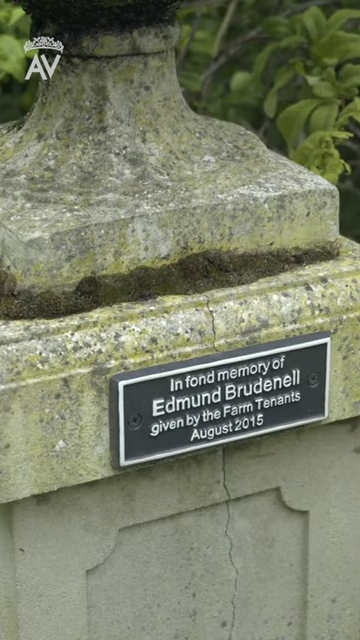 AV
In fond memory of
Edmund Brudenell
given by the Farm Tenants
August 2015